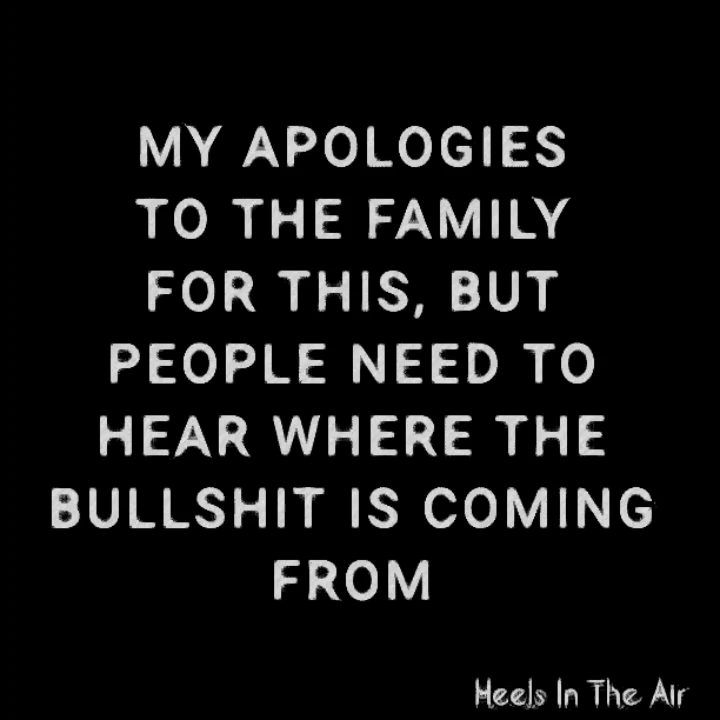 MY APOLOGIES
TO THE FAMILY
FOR THIS, BUT
PEOPLE NEED TO
HEAR WHERE THE
BULLSHIT IS COMING
FROM
Heels In The Air